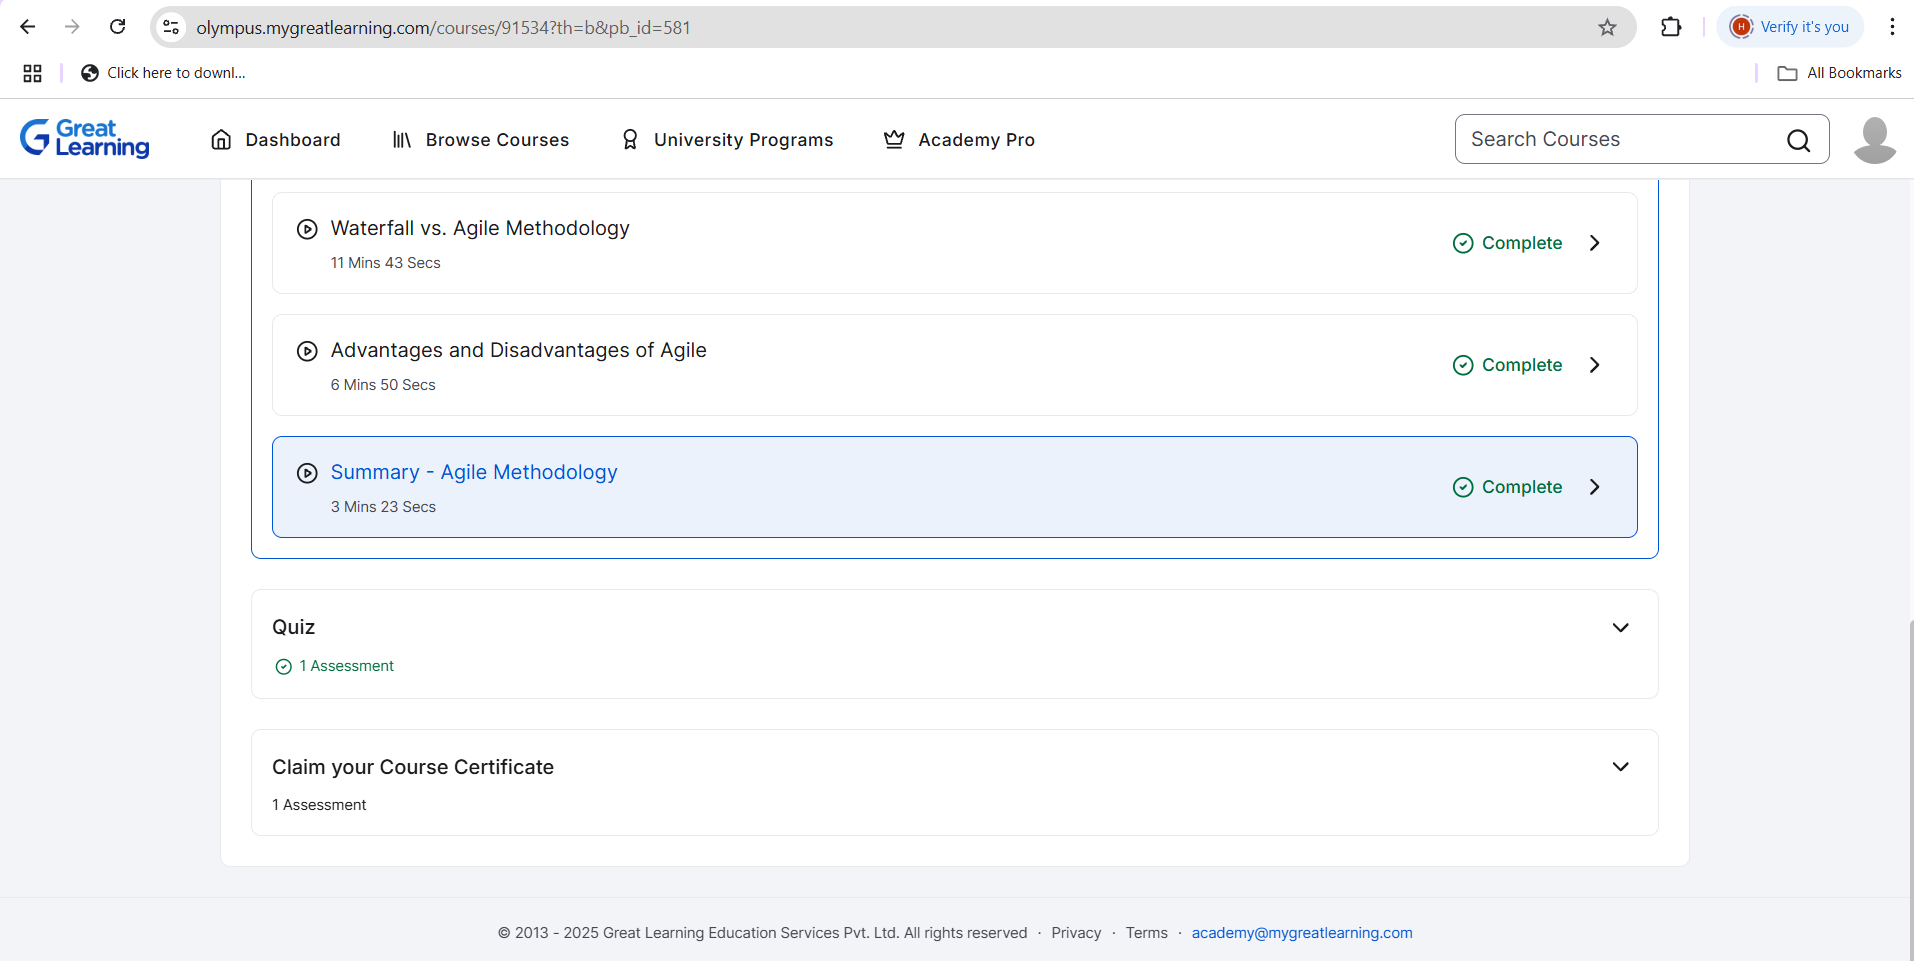 olympus.mygreatlearning.com/courses/91534?th=b&pb_id=581
H Verify it's you
Click here to downl...
All Bookmarks
Great
Learning
Dashboard
Browse Courses
University Programs
Academy Pro
Search Courses
Waterfall vs. Agile Methodology
11 Mins 43 Secs
Complete
Advantages and Disadvantages of Agile
6 Mins 50 Secs
Complete
Summary - Agile Methodology
3 Mins 23 Secs
Complete
Quiz
1 Assessment
Claim your Course Certificate
1 Assessment
© 2013 - 2025 Great Learning Education Services Pvt. Ltd. All rights reserved · Privacy · Terms · academy@mygreatlearning.com